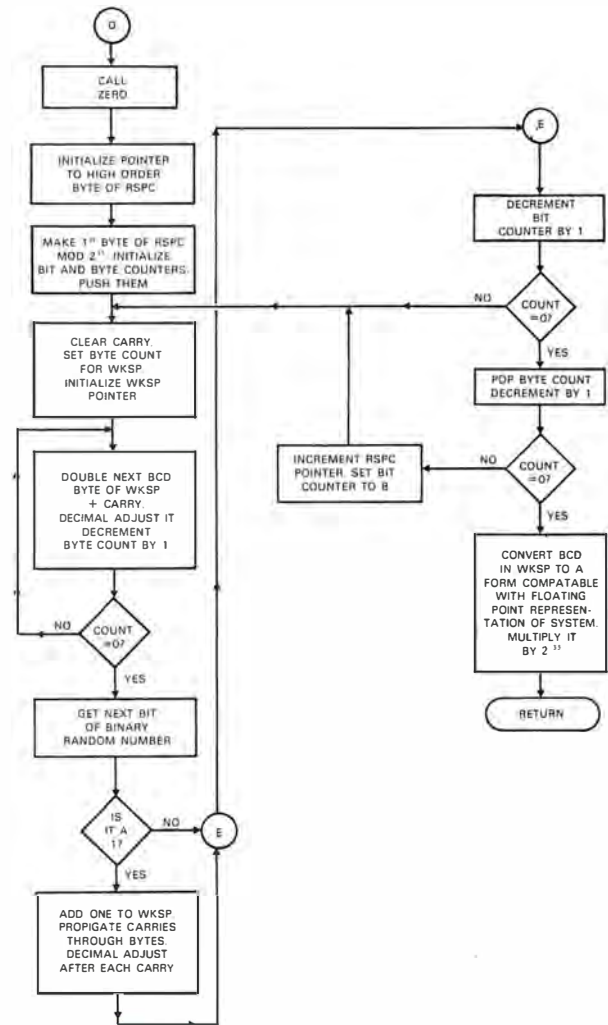 D
CALL
ZERO
INITIALIZE POINTER
TO HIGH ORDER
BYTE OF RSPC
MAKE 1ST BYTE OF RSPC
INITIALIZE
BIT AND BYTE COUNTERS.
PUSH THEM
CLEAR CARRY.
SET BYTE COUNT
FOR WKSP.
INITIALIZE WKSP
POINTER
DOUBLE NEXT BCD
BYTE OF WKSP
+ CARRY.
DECIMAL ADJUST IT
DECREMENT
BYTE COUNT BY 1
NO
COUNT
=0?
YES
GET NEXT BIT
OF BINARY
RANDOM NUMBER
IS
IT A
1?
NO
E
YES
ADD ONE TO WKSP.
PROPIGATE CARRIES
THROUGH BYTES.
DECIMAL ADJUST
AFTER EACH CARRY
E
DECREMENT
BIT
COUNTER BY 1
NO
COUNT
=0?
YES
POP BYTE COUNT
DECREMENT BY 1
INCREMENT RSPC
POINTER. SET BIT
COUNTER TO 8
NO
COUNT
=0?
YES
CONVERT BCD
IN WKSP TO A
FORM COMPATABLE
WITH FLOATING
POINT REPRESEN-
TATION OF SYSTEM.
MULTIPLY IT
BY 2
RETURN